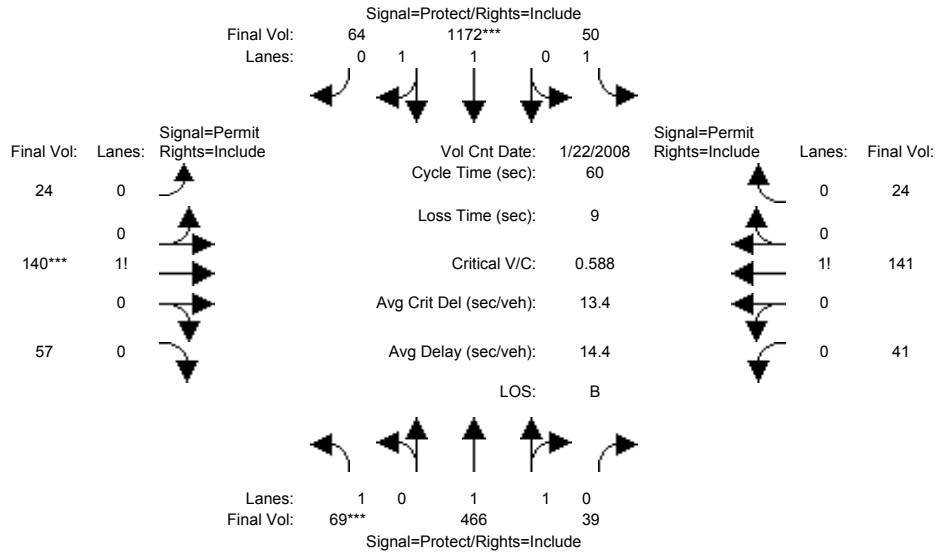 Signal=Protect/Rights=Include
Final Vol: 64 1172*** 50
Lanes: 0 1 1 0 1
Signal=Permit Signal=Permit
Final Vol: Lanes: Rights=Include Vol Cnt Date: 1/22/2008 Rights=Include Lanes: Final Vol:
Cycle Time (sec): 60
24 0 0 24
Loss Time (sec): 9
0 0
140*** 1! Critical V/C: 0.588 1! 141
0 Avg Crit Del (sec/veh): 13.4 0
57 0 Avg Delay (sec/veh): 14.4 0 41
LOS: B
Lanes: 1 0 1 1 0
Final Vol: 69*** 466 39
Signal=Protect/Rights=Include